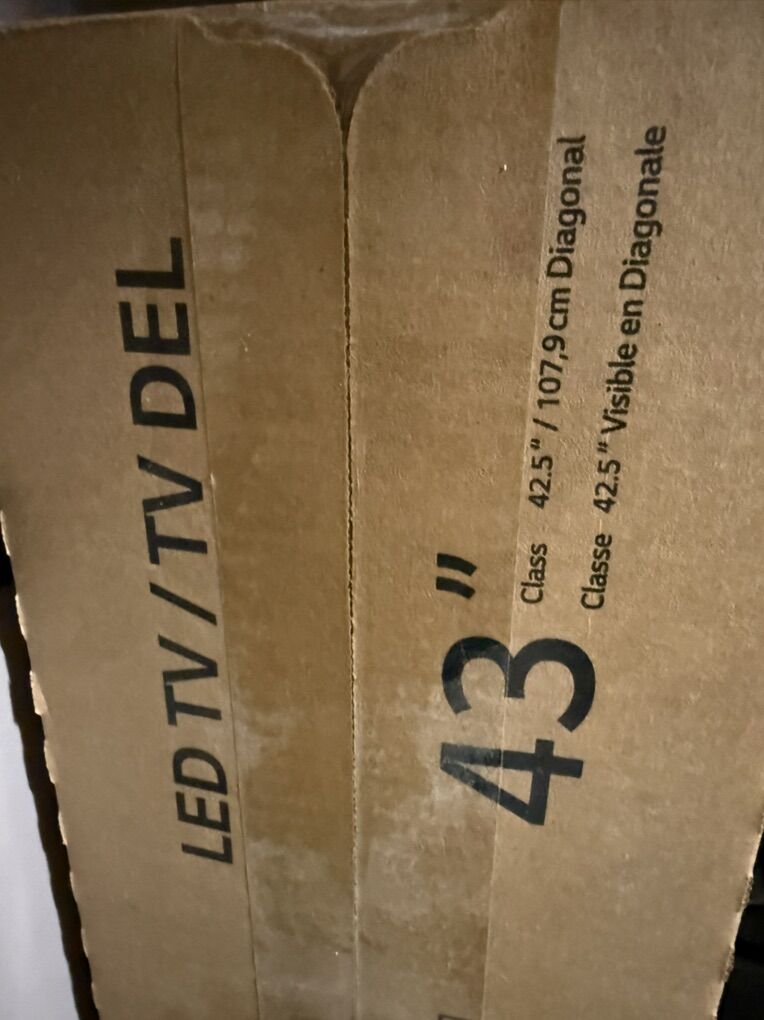 LED TV / TV DEL
43"
Class 42.5" / 107,9 cm Diagonal
Classe 42.5" Visible en Diagonale